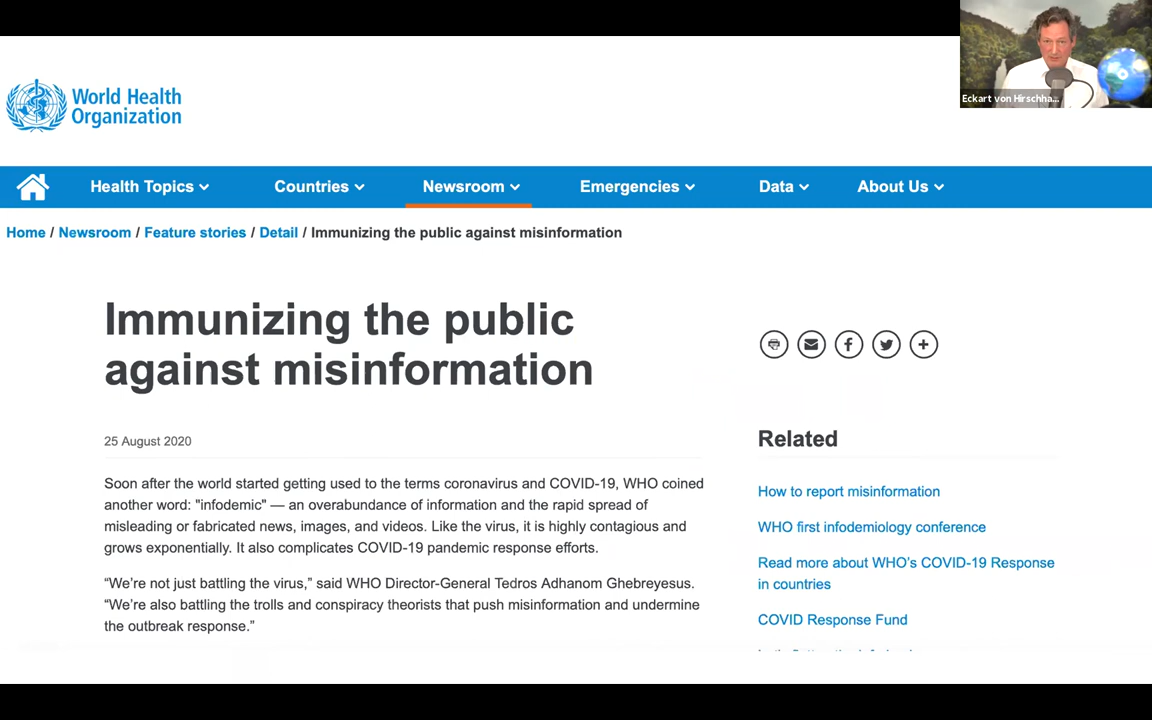 Eckart von Hirschha...
World Health
Organization
Health Topics
Countries
Newsroom
Emergencies
Data
About Us
Home / Newsroom / Feature stories / Detail / Immunizing the public against misinformation
Immunizing the public
against misinformation
25 August 2020
Soon after the world started getting used to the terms coronavirus and COVID-19, WHO coined
another word: "infodemic" — an overabundance of information and the rapid spread of
misleading or fabricated news, images, and videos. Like the virus, it is highly contagious and
grows exponentially. It also complicates COVID-19 pandemic response efforts.
“We’re not just battling the virus,” said WHO Director-General Tedros Adhanom Ghebreyesus.
“We’re also battling the trolls and conspiracy theorists that push misinformation and undermine
the outbreak response.”
Related
How to report misinformation
WHO first infodemiology conference
Read more about WHO’s COVID-19 Response
in countries
COVID Response Fund